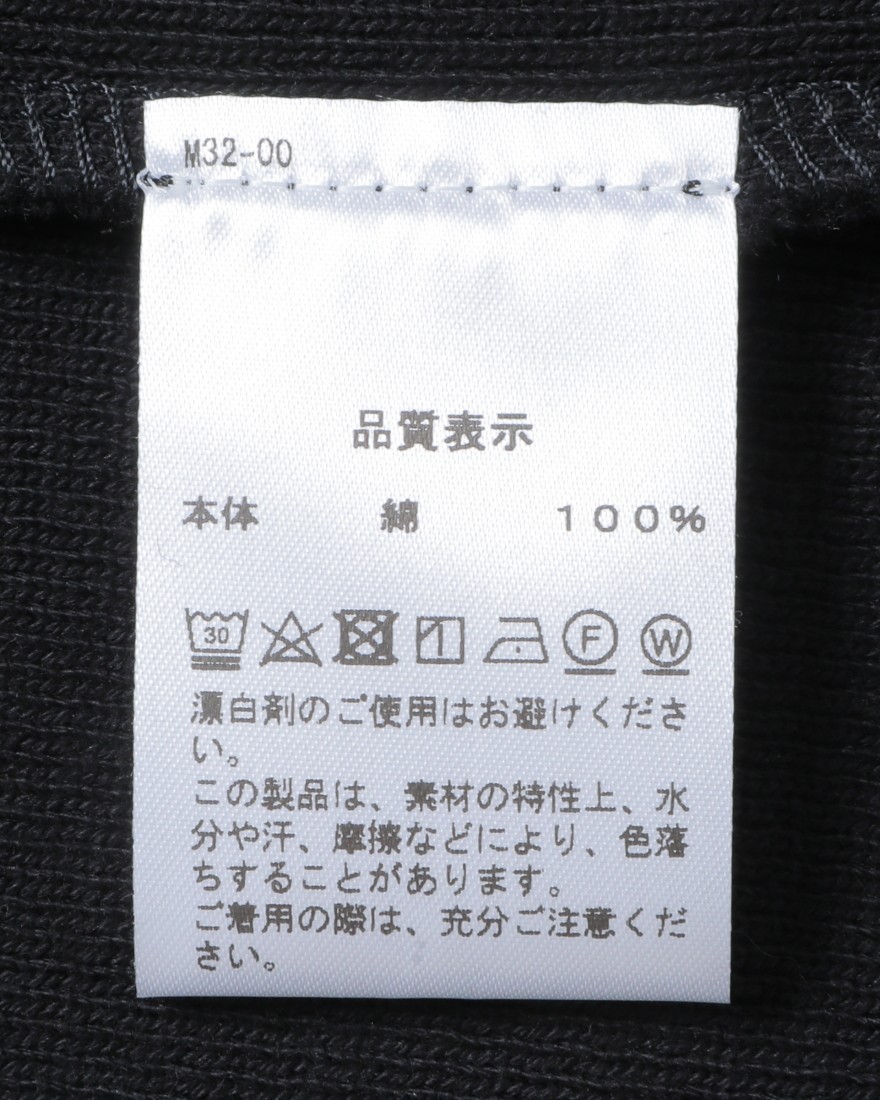 M32-00
品質表示
本体 綿 100%
30 F W
漂白剤のご使用はお避けくださ
い。
この製品は、素材の特性上、水
分や汗、摩擦などにより、色落
ちすることがあります。
ご着用の際は、充分ご注意くだ
さい。